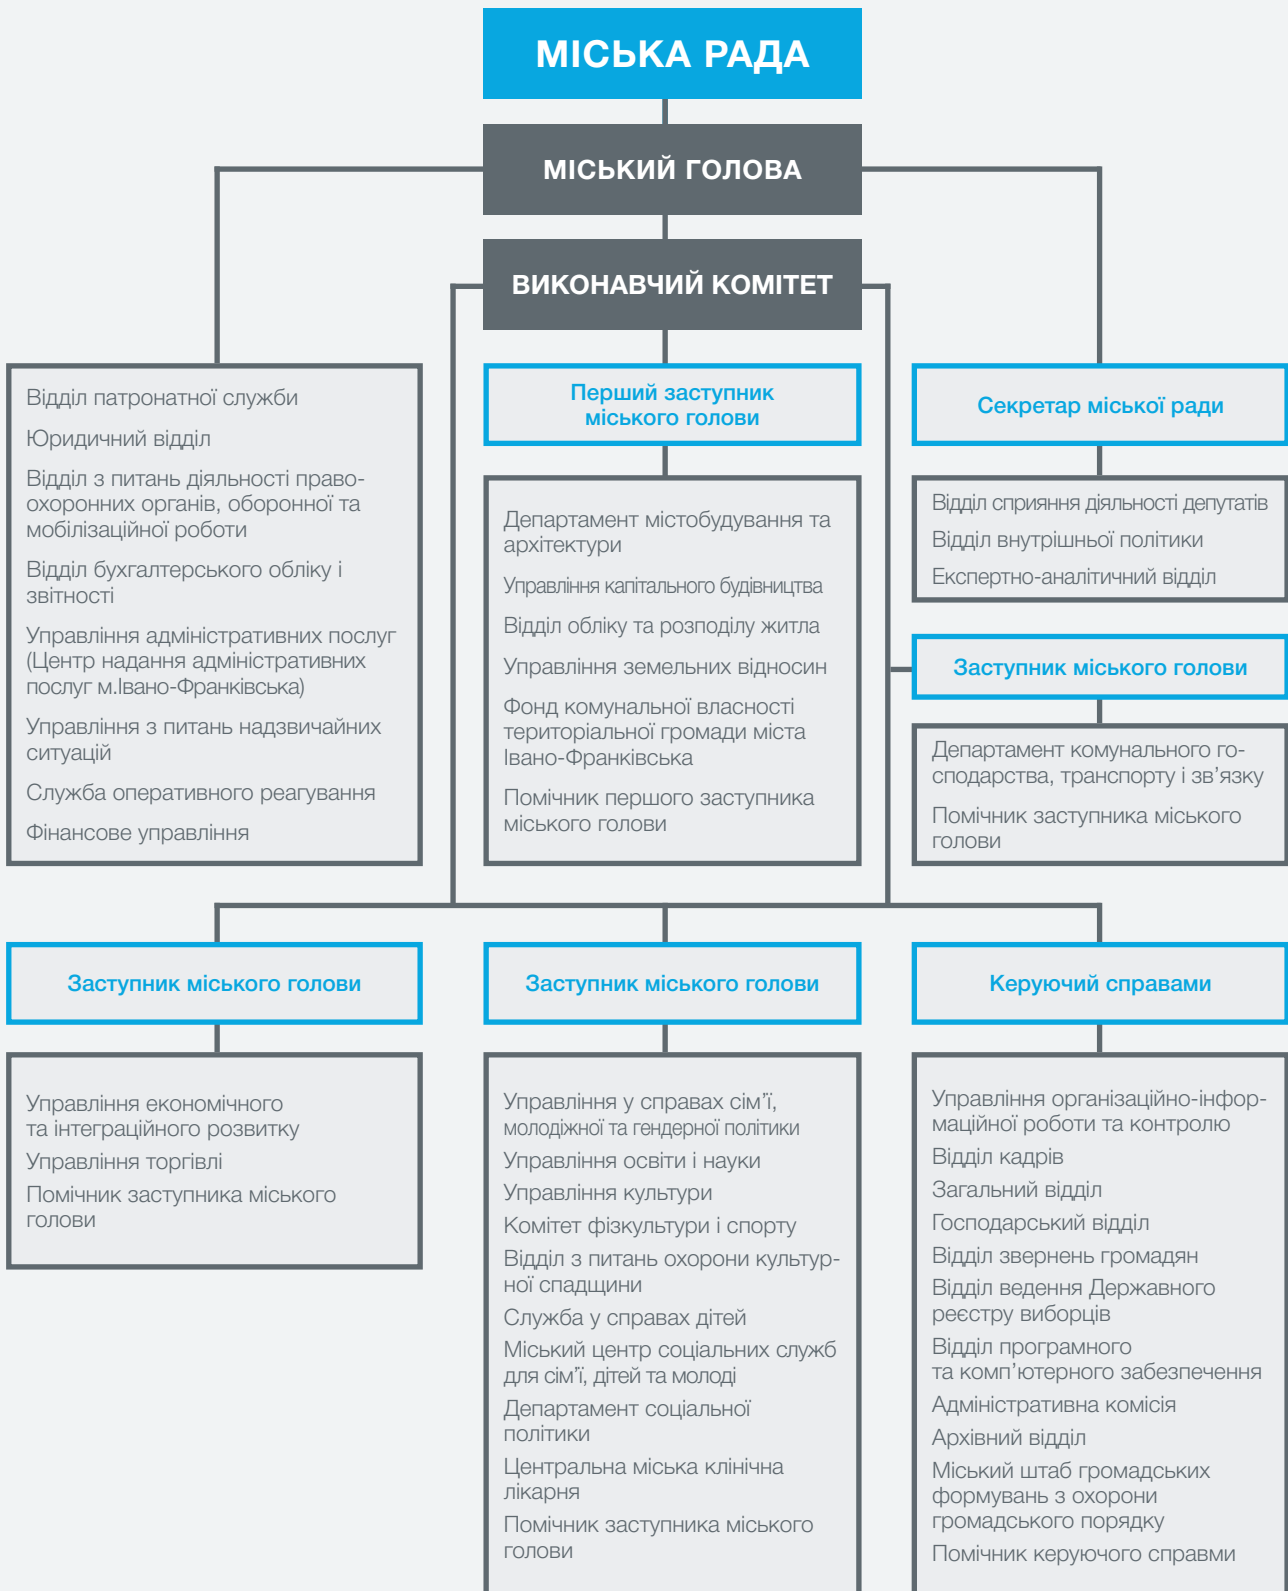 МІСЬКА РАДА
МІСЬКИЙ ГОЛОВА
ВИКОНАВЧИЙ КОМІТЕТ
Відділ патронатної служби
Юридичний відділ
Відділ з питань діяльності право-
охоронних органів, оборонної та
мобілізаційної роботи
Відділ бухгалтерського обліку і
звітності
Управління адміністративних послуг
(Центр надання адміністративних
послуг м.Івано-Франківська)
Управління з питань надзвичайних
ситуацій
Служба оперативного реагування
Фінансове управління
Перший заступник
міського голови
Департамент містобудування та
архітектури
Управління капітального будівництва
Відділ обліку та розподілу житла
Управління земельних відносин
Фонд комунальної власності
територіальної громади міста
Івано-Франківська
Помічник першого заступника
міського голови
Секретар міської ради
Відділ сприяння діяльності депутатів
Відділ внутрішньої політики
Експертно-аналітичний відділ
Заступник міського голови
Департамент комунального го-
сподарства, транспорту і зв’язку
Помічник заступника міського
голови
Заступник міського голови
Управління економічного
та інтеграційного розвитку
Управління торгівлі
Помічник заступника міського
голови
Заступник міського голови
Управління у справах сім’ї,
молодіжної та гендерної політики
Управління освіти і науки
Управління культури
Комітет фізкультури і спорту
Відділ з питань охорони культур-
ної спадщини
Служба у справах дітей
Міський центр соціальних служб
для сім’ї, дітей та молоді
Департамент соціальної
політики
Центральна міська клінічна
лікарня
Помічник заступника міського
голови
Керуючий справами
Управління організаційно-інфор-
маційної роботи та контролю
Відділ кадрів
Загальний відділ
Господарський відділ
Відділ звернень громадян
Відділ ведення Державного
реєстру виборців
Відділ програмного
та комп’ютерного забезпечення
Адміністративна комісія
Архівний відділ
Міський штаб громадських
формувань з охорони
громадського порядку
Помічник керуючого справми